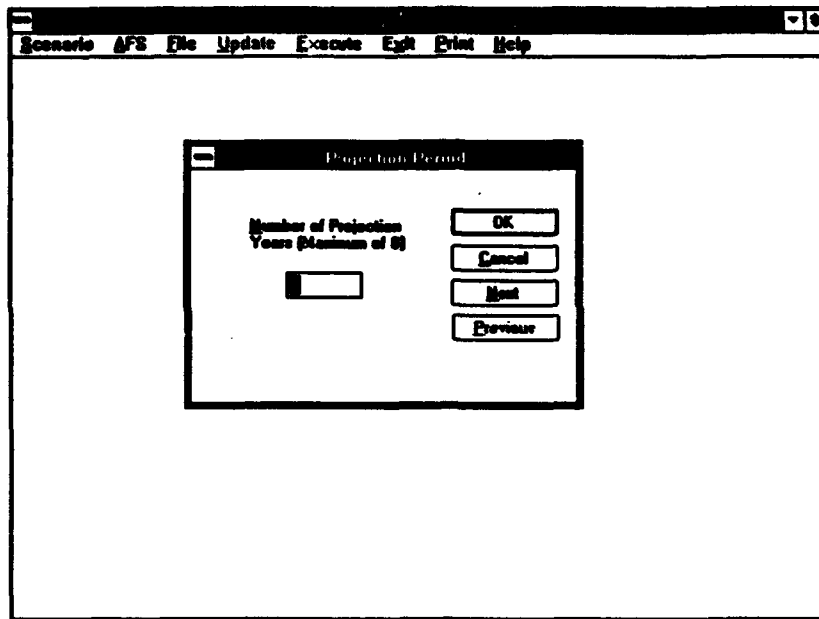 Scenario AFS File Update Execute Exit Print Help
Projection Period
Number of Projection
Years (Maximum of 8)
OK
Cancel
Next
Previous